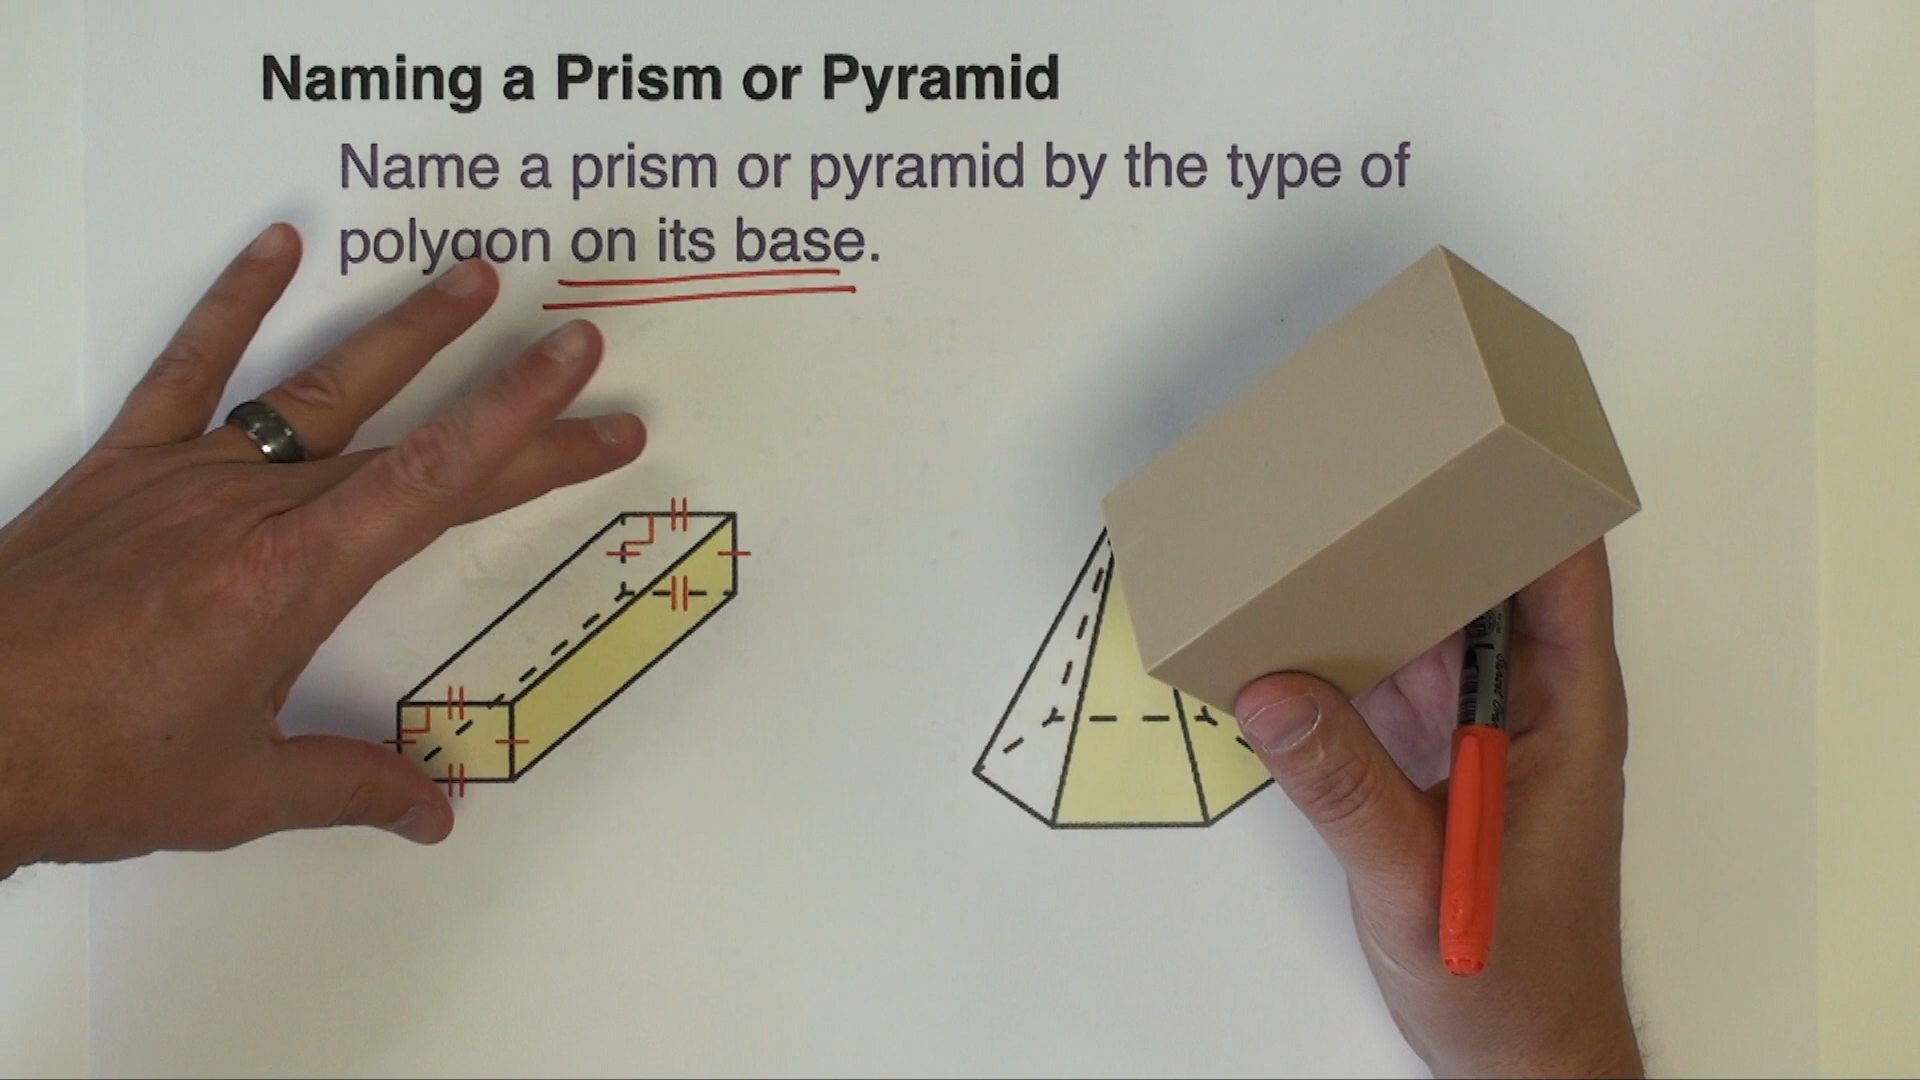 Naming a Prism or Pyramid
Name a prism or pyramid by the type of
polygon on its base.